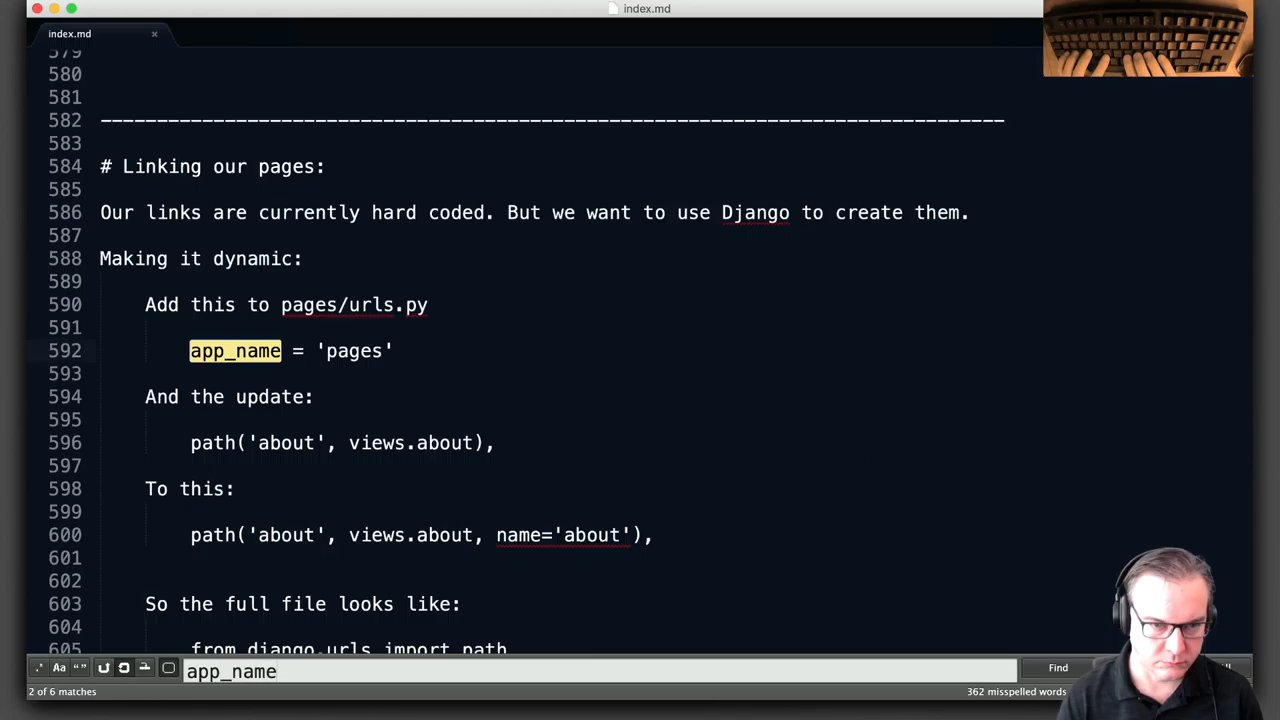 index.md
index.md
579
580
581
582 --------------------------------------------------------------------------------
583
584 # Linking our pages:
585
586 Our links are currently hard coded. But we want to use Django to create them.
587
588 Making it dynamic:
589
590 Add this to pages/urls.py
591
592 app_name = 'pages'
593
594 And the update:
595
596 path('about', views.about),
597
598 To this:
599
600 path('about', views.about, name='about'),
601
602
603 So the full file looks like:
604
605 from django.urls import path
.* Aa “” app_name Find
2 of 6 matches 362 misspelled words